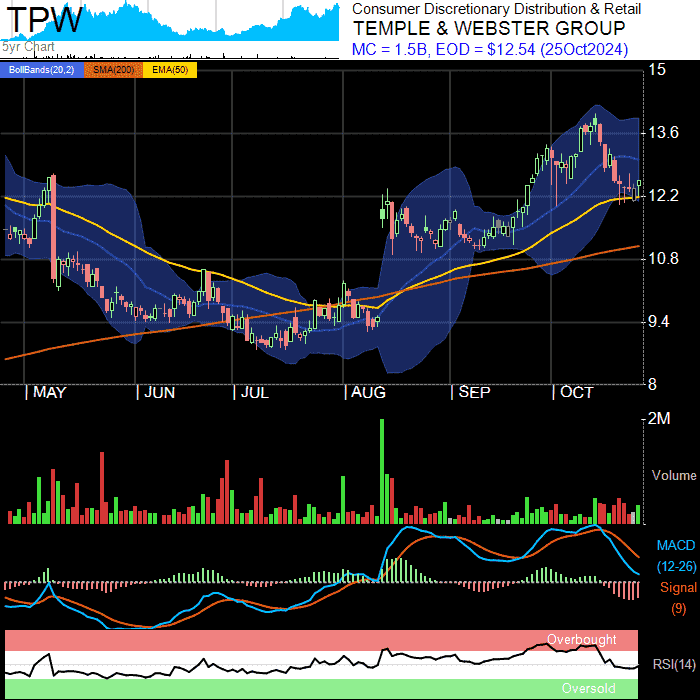 TPW
5yr Chart
Consumer Discretionary Distribution & Retail
TEMPLE & WEBSTER GROUP
MC = 1.5B, EOD = $12.54 (25Oct2024)
BollBands(20,2) SMA(200) EMA(50)
15
13.6
12.2
10.8
9.4
8
MAY JUN JUL AUG SEP OCT
2M
Volume
MACD
(12-26)
Signal
(9)
Overbought
RSI(14)
Oversold